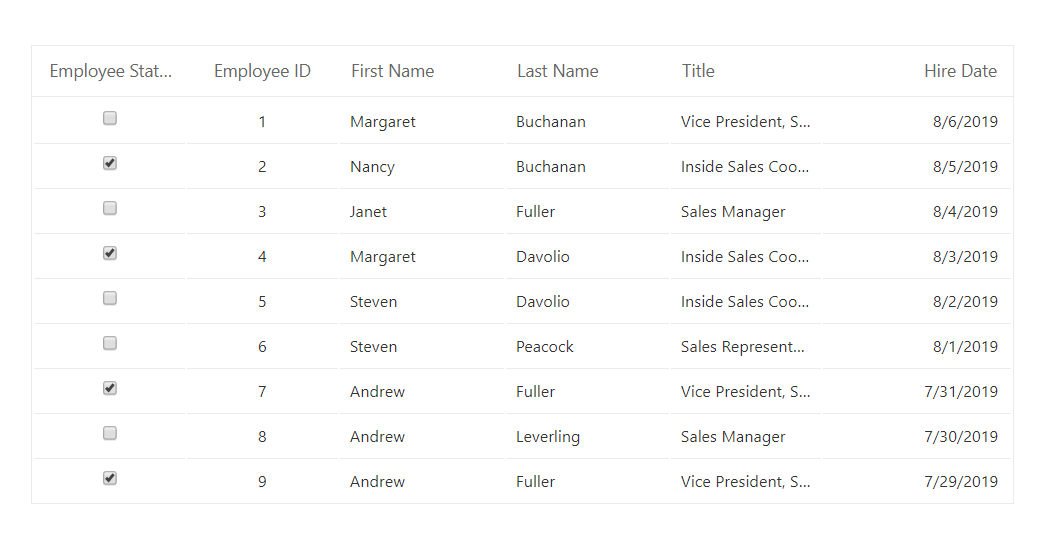 Employee Stat... Employee ID First Name Last Name Title Hire Date
1 Margaret Buchanan Vice President, S... 8/6/2019
2 Nancy Buchanan Inside Sales Coo... 8/5/2019
3 Janet Fuller Sales Manager 8/4/2019
4 Margaret Davolio Inside Sales Coo... 8/3/2019
5 Steven Davolio Inside Sales Coo... 8/2/2019
6 Steven Peacock Sales Represent... 8/1/2019
7 Andrew Fuller Vice President, S... 7/31/2019
8 Andrew Leverling Sales Manager 7/30/2019
9 Andrew Fuller Vice President, S... 7/29/2019